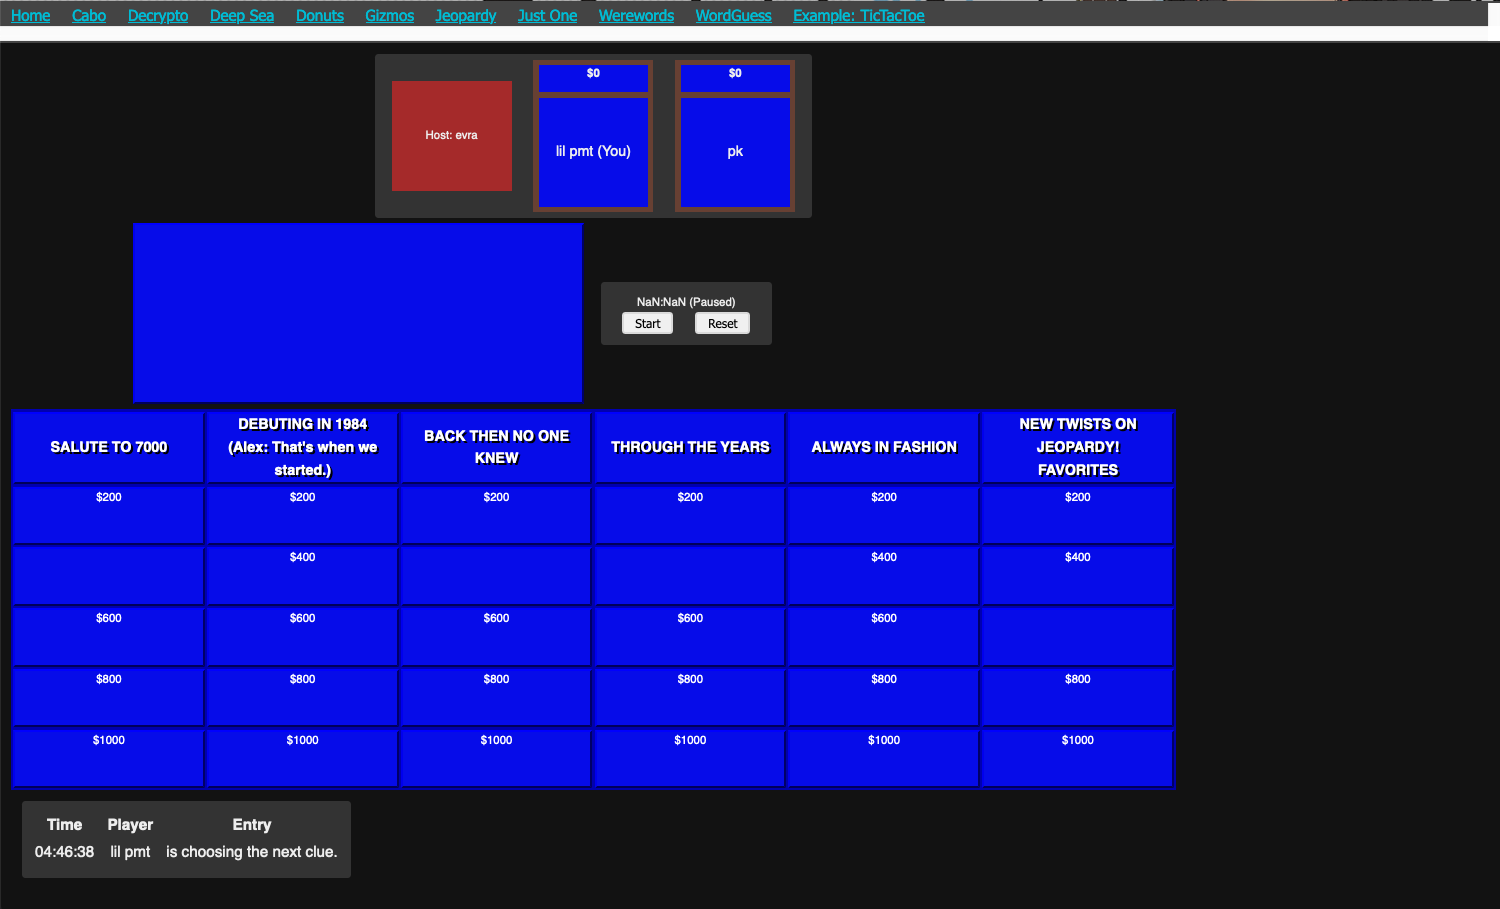 Home Cabo Decrypto Deep Sea Donuts Gizmos Jeopardy Just One Werewords WordGuess Example: TicTacToe
$0 $0
Host: evra
lil pmt (You) pk
NaN:NaN (Paused)
Start Reset
SALUTE TO 7000
DEBUTING IN 1984
(Alex: That's when we
started.)
BACK THEN NO ONE
KNEW
THROUGH THE YEARS
ALWAYS IN FASHION
NEW TWISTS ON
JEOPARDY!
FAVORITES
$200 $200 $200 $200 $200 $200
$400 $400 $400
$600 $600 $600 $600 $600
$800 $800 $800 $800 $800 $800
$1000 $1000 $1000 $1000 $1000 $1000
Time Player Entry
04:46:38 lil pmt is choosing the next clue.